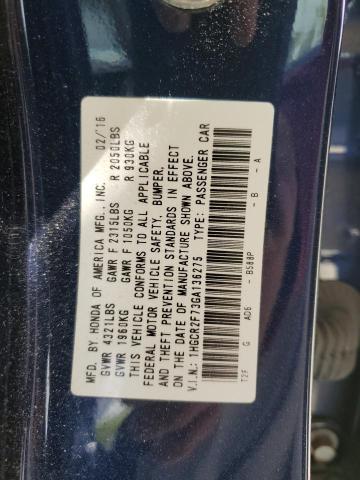 MFD. BY HONDA OF AMERICA MFG., INC. 02/'16
GVWR 4321LBS GAWR F 2315LBS R 2050LBS
GVWR 1960KG GAWR 1050KG R 930KG
THIS VEHICLE CONFORMS TO ALL APPLICABLE
FEDERAL MOTOR VEHICLE SAFETY, BUMPER,
AND THEFT PREVENTION STANDARDS IN EFFECT
ON THE DATE OF MANUFACTURE SHOWN ABOVE.
V.I.N.: 1HGCR2F73GA136275 TYPE: PASSENGER CAR
T2F G AD6 - B588P - B - A